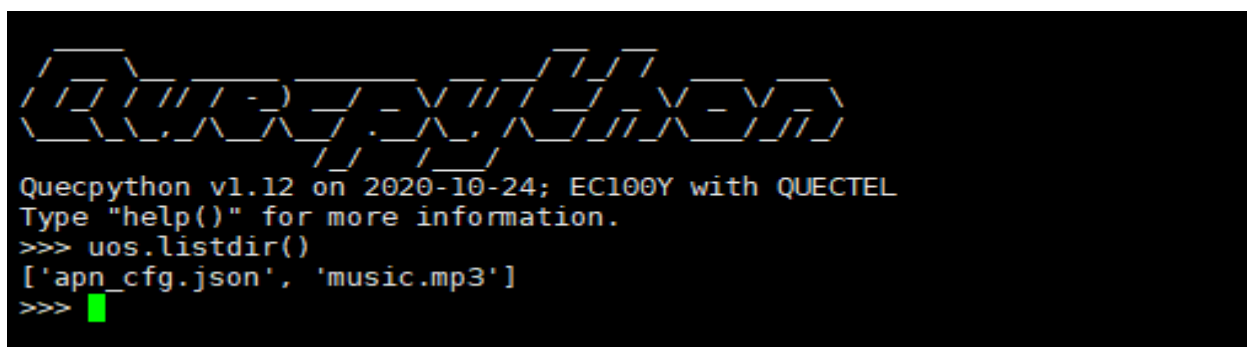 Quecpython
Quecpython v1.12 on 2020-10-24; EC100Y with QUECTEL
Type "help()" for more information.
>>> uos.listdir()
['apn_cfg.json', 'music.mp3']
>>>